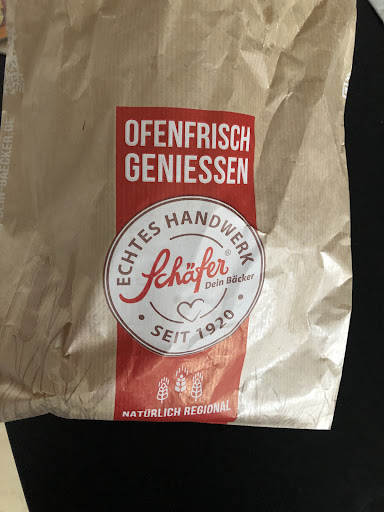 OFENFRISCH
GENIESSEN
ECHTES HANDWERK
Schäfer®
Dein Bäcker
· SEIT 1920 ·
NATÜRLICH REGIONAL